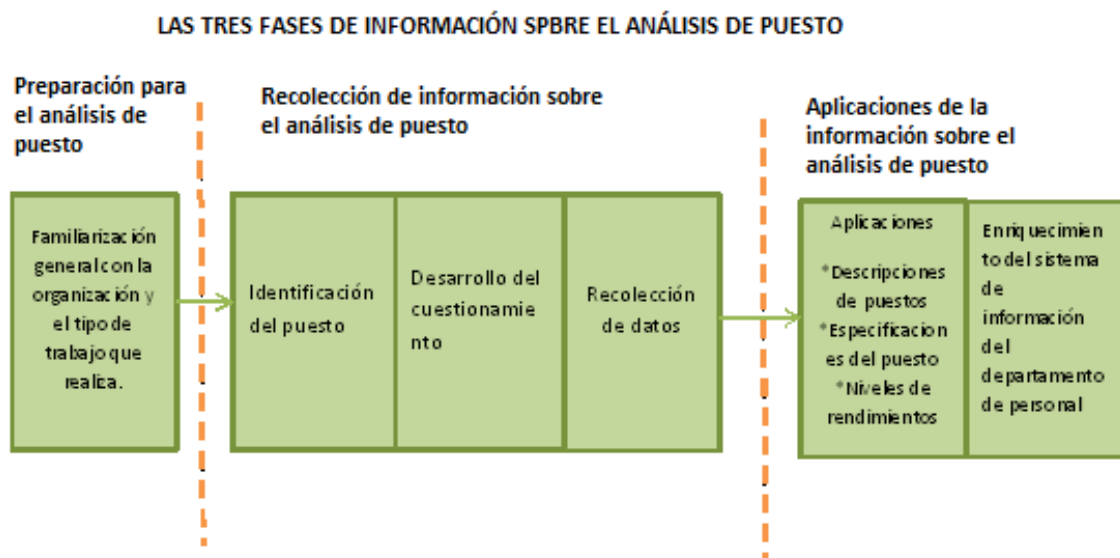 LAS TRES FASES DE INFORMACIÓN SPBRE EL ANÁLISIS DE PUESTO
Preparación para
el análisis de
puesto
Recolección de información sobre
el análisis de puesto
Aplicaciones de la
información sobre el
análisis de puesto
Familiarización
general con la
organización y
el tipo de
trabajo que
realiza.
Identificación
del puesto
Desarrollo del
cuestionamie
nto
Recolección
de datos
Aplicaciones
*Descripciones
de puestos
*Especificacion
es del puesto
*Niveles de
rendimientos
Enriquecimien
to del sistema
de
información
del
departamento
de personal